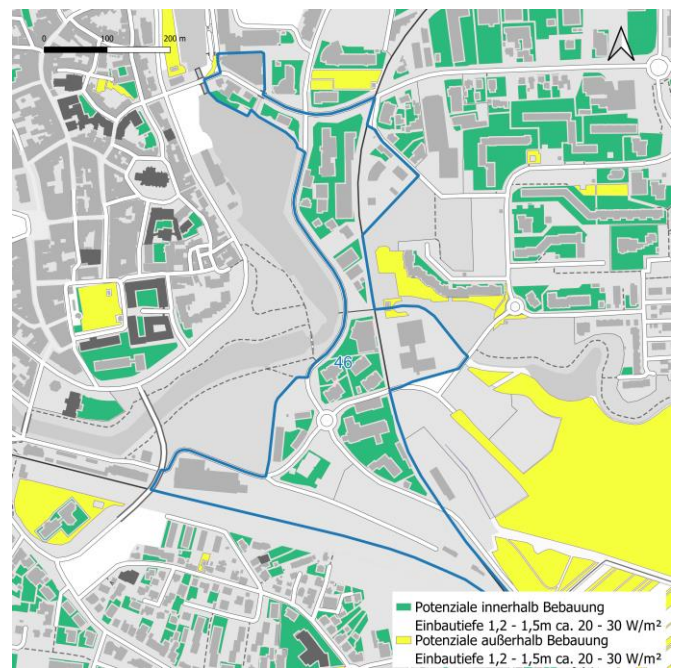 0 100 200 m
46
Potenziale innerhalb Bebauung
Einbautiefe 1,2 - 1,5m ca. 20 - 30 W/m²
Potenziale außerhalb Bebauung
Einbautiefe 1,2 - 1,5m ca. 20 - 30 W/m²